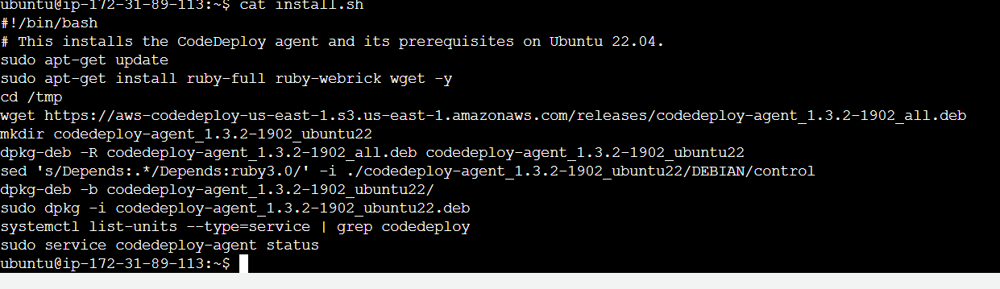 ubuntu@ip-172-31-89-113:~$ cat install.sh
#!/bin/bash
# This installs the CodeDeploy agent and its prerequisites on Ubuntu 22.04.
sudo apt-get update
sudo apt-get install ruby-full ruby-webrick wget -y
cd /tmp
wget https://aws-codedeploy-us-east-1.s3.us-east-1.amazonaws.com/releases/codedeploy-agent_1.3.2-1902_all.deb
mkdir codedeploy-agent_1.3.2-1902_ubuntu22
dpkg-deb -R codedeploy-agent_1.3.2-1902_all.deb codedeploy-agent_1.3.2-1902_ubuntu22
sed 's/Depends:.*/Depends:ruby3.0/' -i ./codedeploy-agent_1.3.2-1902_ubuntu22/DEBIAN/control
dpkg-deb -b codedeploy-agent_1.3.2-1902_ubuntu22/
sudo dpkg -i codedeploy-agent_1.3.2-1902_ubuntu22.deb
systemctl list-units --type=service | grep codedeploy
sudo service codedeploy-agent status
ubuntu@ip-172-31-89-113:~$